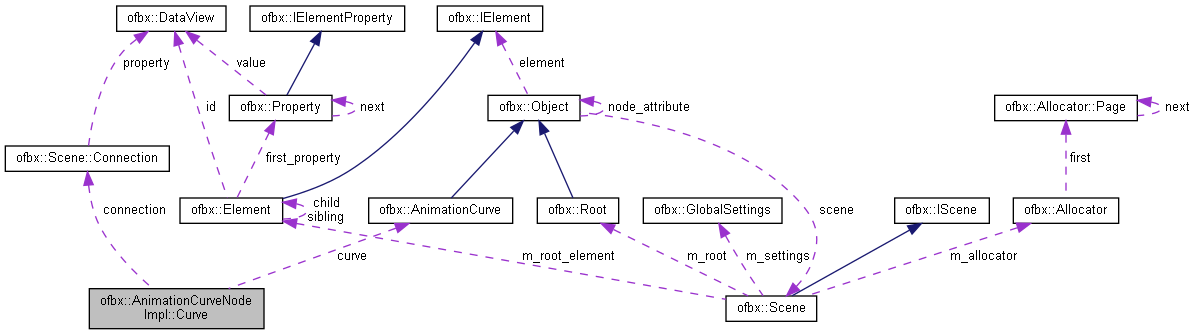 ofbx::DataView
ofbx::IElementProperty
ofbx::IElement
property
value
element
id
ofbx::Property
next
ofbx::Object
node_attribute
ofbx::Allocator::Page
next
ofbx::Scene::Connection
first_property
first
connection
ofbx::Element
child
sibling
ofbx::AnimationCurve
ofbx::Root
ofbx::GlobalSettings
scene
ofbx::IScene
ofbx::Allocator
curve
m_root_element
m_root
m_settings
m_allocator
ofbx::AnimationCurveNode
Impl::Curve
ofbx::Scene